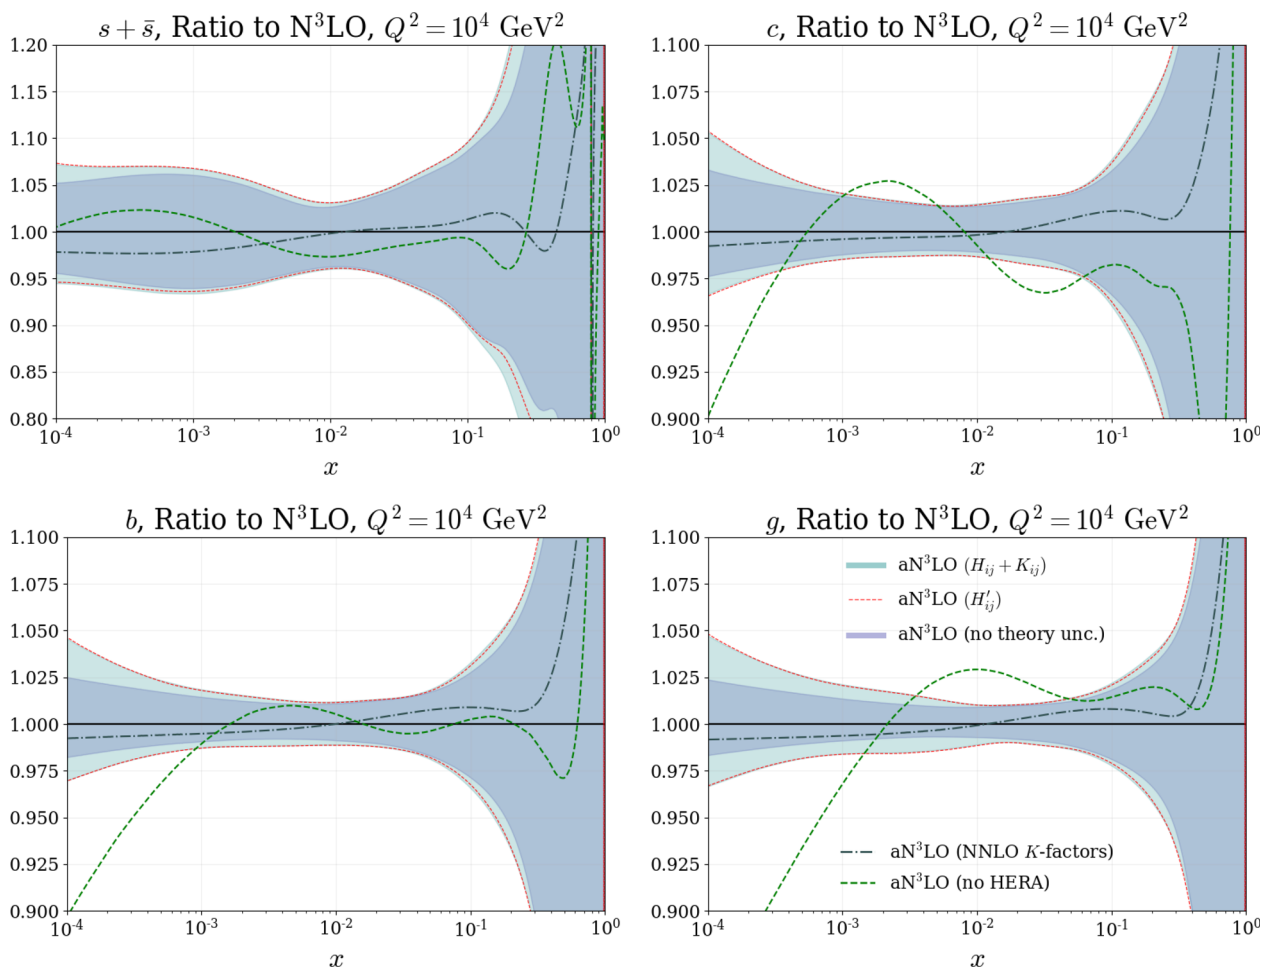 s + s̄, Ratio to N³LO, Q² = 10⁴ GeV²
1.20
1.15
1.10
1.05
1.00
0.95
0.90
0.85
0.80
10⁻⁴ 10⁻³ 10⁻² 10⁻¹ 10⁰
x
c, Ratio to N³LO, Q² = 10⁴ GeV²
1.100
1.075
1.050
1.025
1.000
0.975
0.950
0.925
0.900
10⁻⁴ 10⁻³ 10⁻² 10⁻¹ 10⁰
x
b, Ratio to N³LO, Q² = 10⁴ GeV²
1.100
1.075
1.050
1.025
1.000
0.975
0.950
0.925
0.900
10⁻⁴ 10⁻³ 10⁻² 10⁻¹ 10⁰
x
g, Ratio to N³LO, Q² = 10⁴ GeV²
1.100
1.075
1.050
1.025
1.000
0.975
0.950
0.925
0.900
aN³LO (Hᵢⱼ + Kᵢⱼ)
aN³LO (H′ᵢⱼ)
aN³LO (no theory unc.)
aN³LO (NNLO K-factors)
aN³LO (no HERA)
10⁻⁴ 10⁻³ 10⁻² 10⁻¹ 10⁰
x